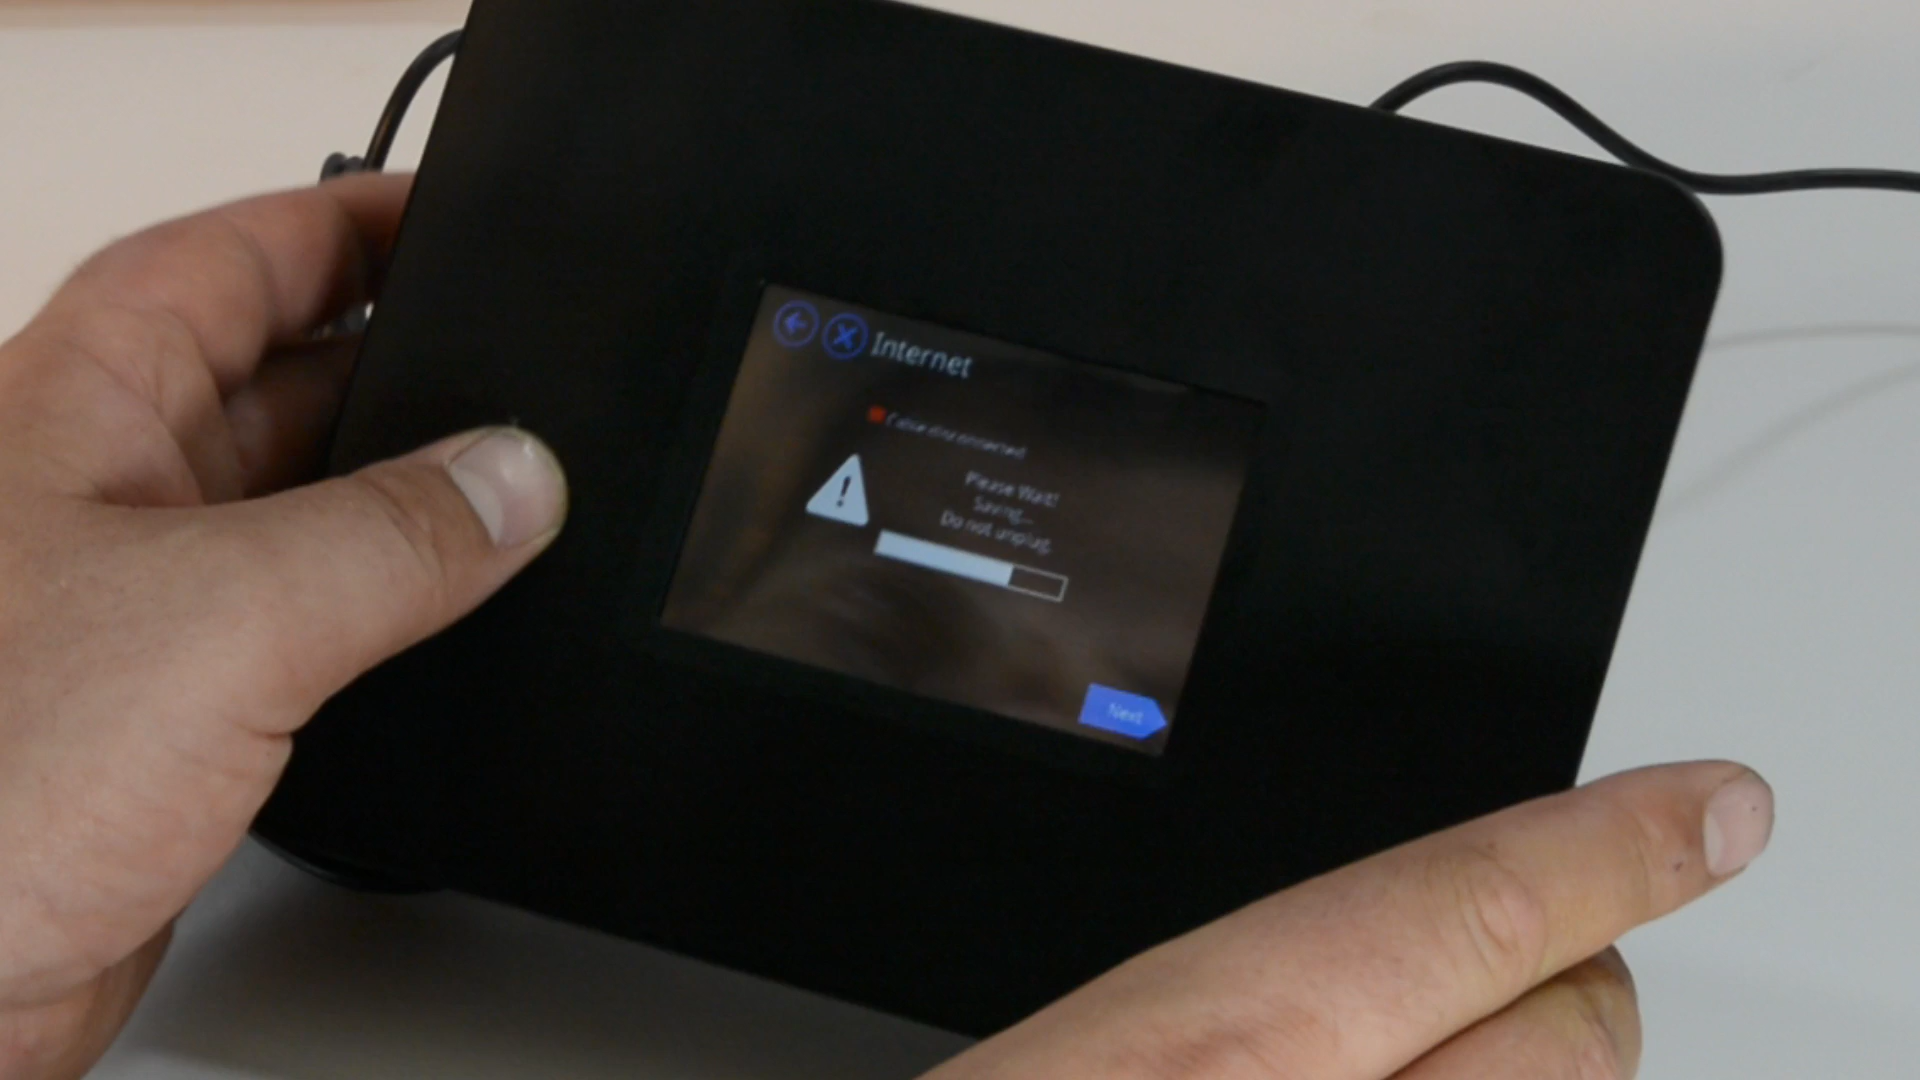 Internet
Cable disconnected
Please Wait!
Saving...
Do not unplug.
Next